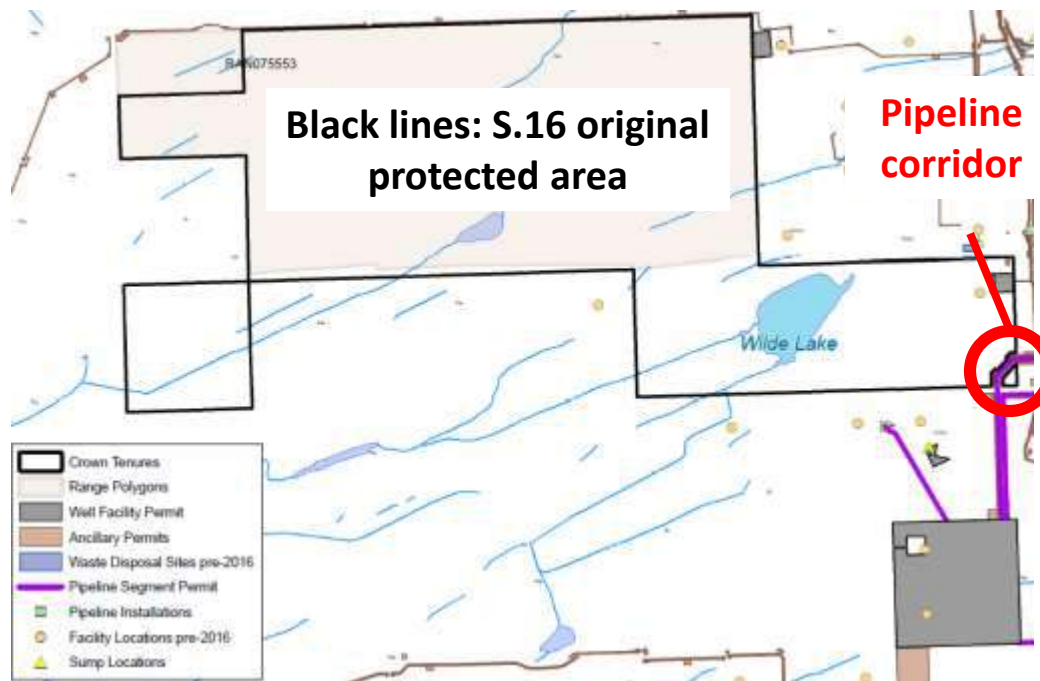 RAN075553
Black lines: S.16 original
protected area
Pipeline
corridor
Wilde Lake
Crown Tenures
Range Polygons
Well Facility Permit
Ancillary Permits
Waste Disposal Sites pre-2016
Pipeline Segment Permit
Pipeline Installations
Facility Locations pre-2016
Sump Locations